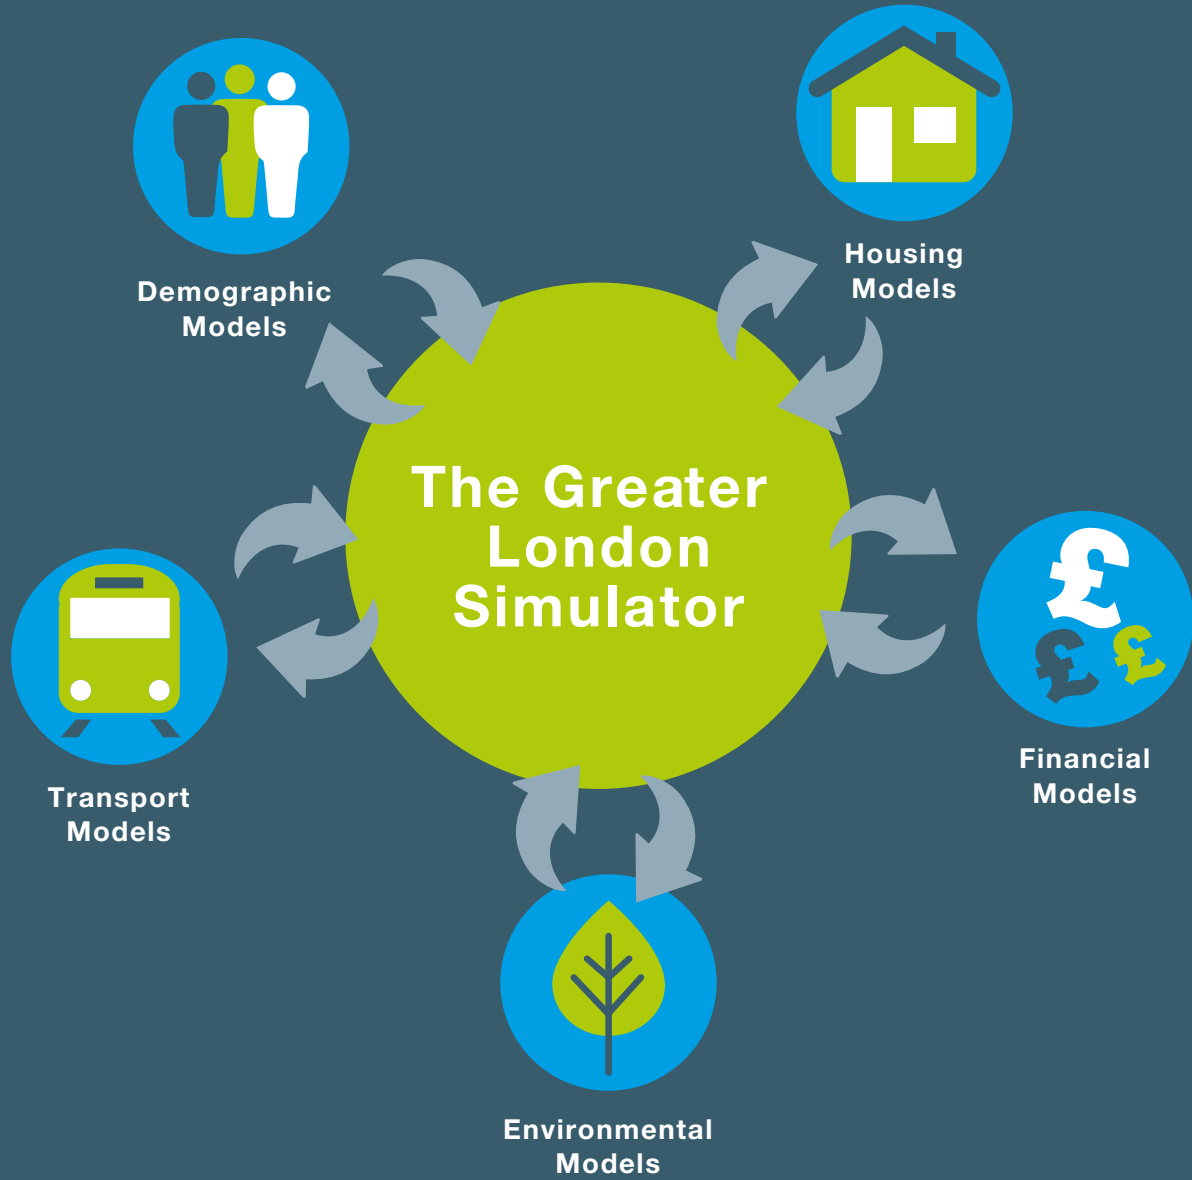 Housing
Models
Demographic
Models
The Greater
London
Simulator
£
£
£
Financial
Models
Transport
Models
Environmental
Models